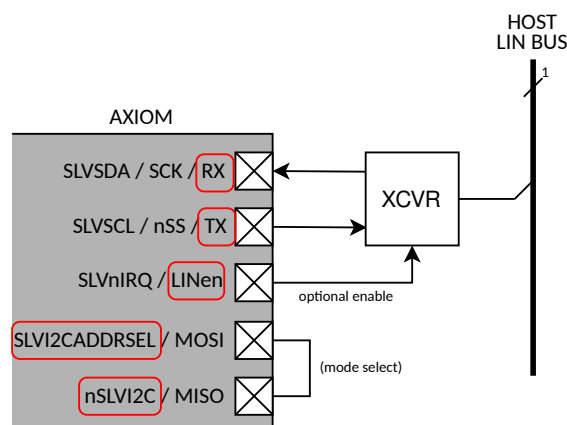 HOST
LIN BUS
1
AXIOM
SLVSDA / SCK / RX
XCVR
SLVSCL / nSS / TX
SLVnIRQ / LINen
optional enable
SLVI2CADDRSEL / MOSI
(mode select)
nSLVI2C / MISO